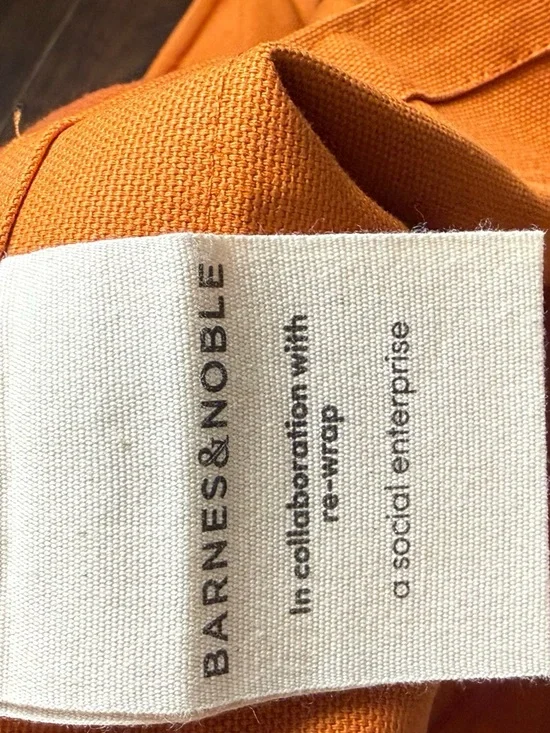 BARNES&NOBLE
In collaboration with
re-wrap
a social enterprise